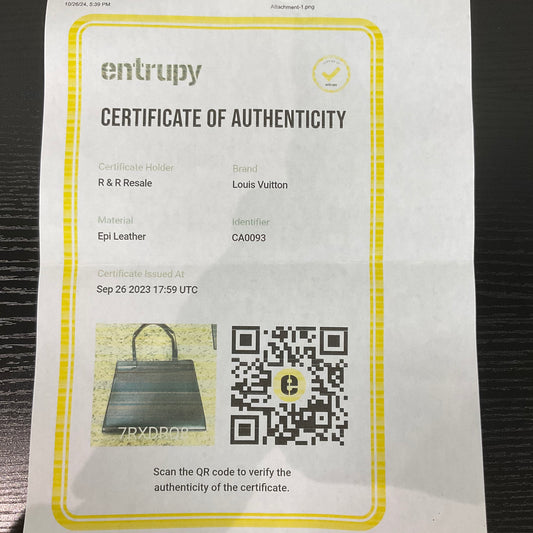 10/26/24, 5:39 PM
Attachment-1.png
entrupy
CERTIFICATE OF AUTHENTICITY
Certificate Holder
R & R Resale
Brand
Louis Vuitton
Material
Epi Leather
Identifier
CA0093
Certificate Issued At
Sep 26 2023 17:59 UTC
e
Scan the QR code to verify the
authenticity of the certificate.